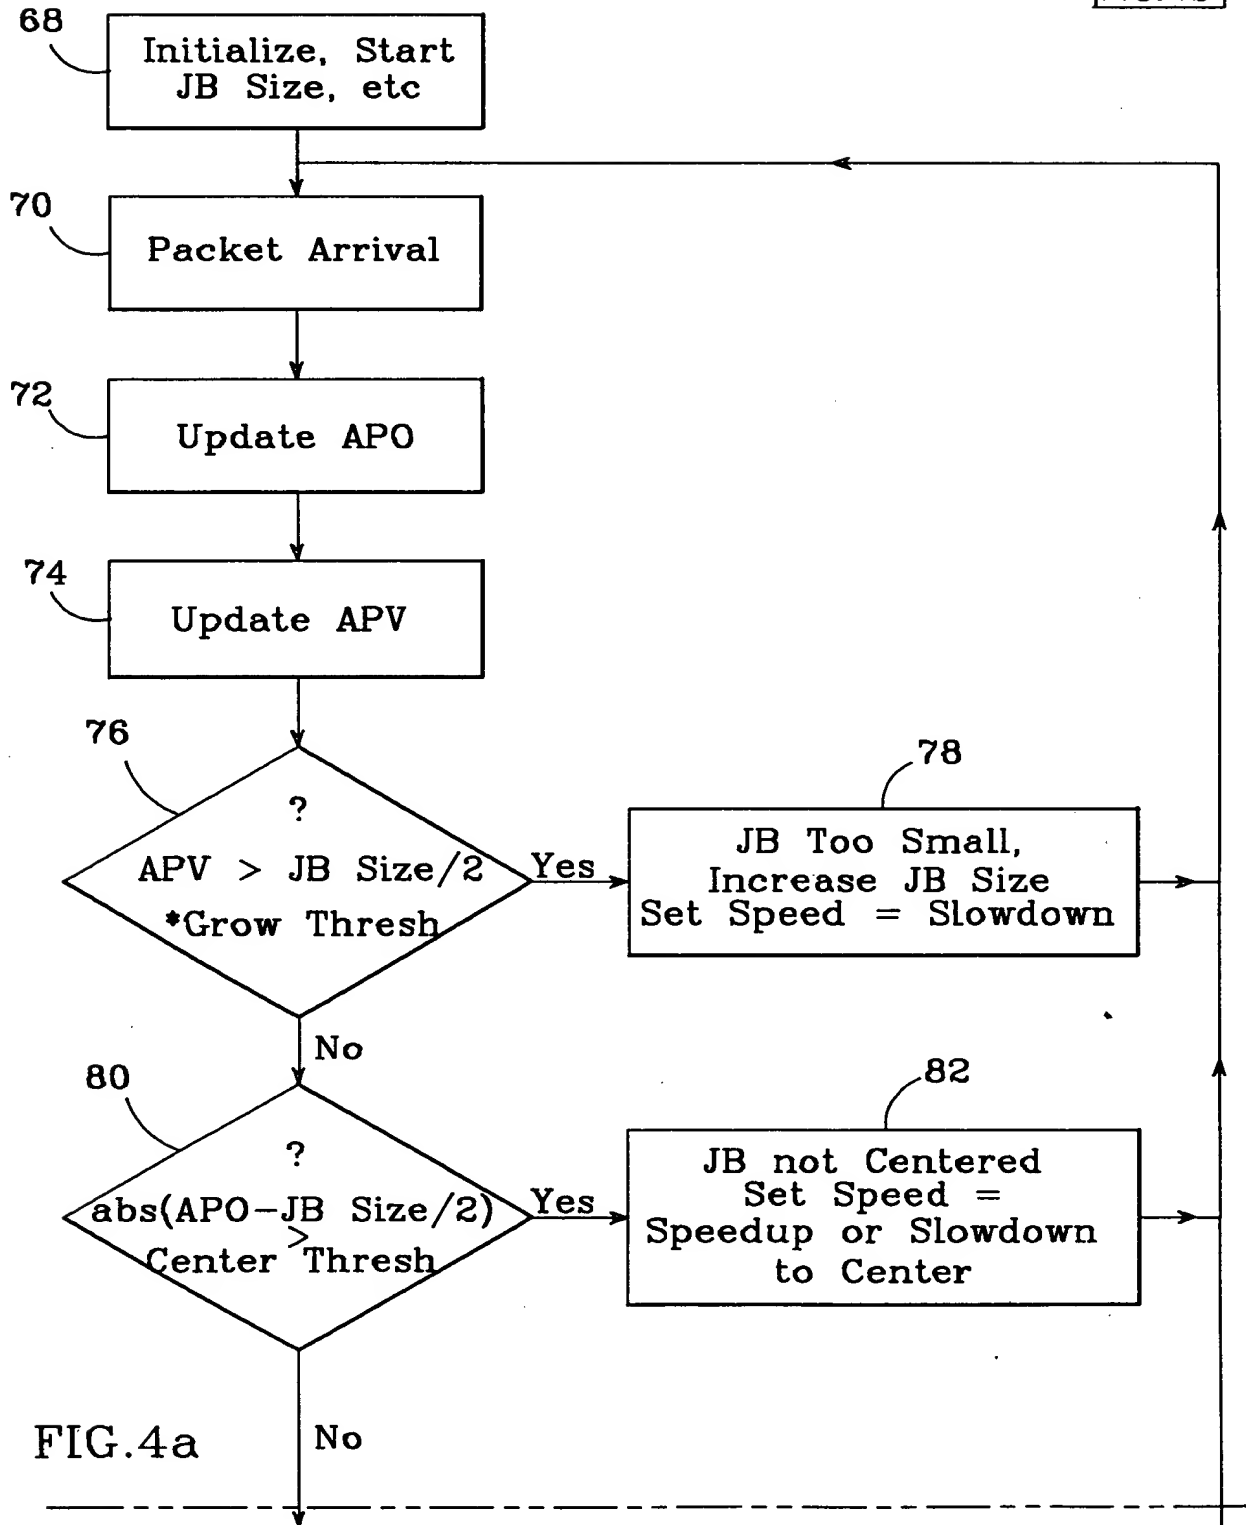 68
Initialize, Start
JB Size, etc
70
Packet Arrival
72
Update APO
74
Update APV
76
?
APV > JB Size/2
*Grow Thresh
Yes
78
JB Too Small,
Increase JB Size
Set Speed = Slowdown
No
80
?
abs(APO-JB Size/2)
>
Center Thresh
Yes
82
JB not Centered
Set Speed =
Speedup or Slowdown
to Center
No
FIG.4a